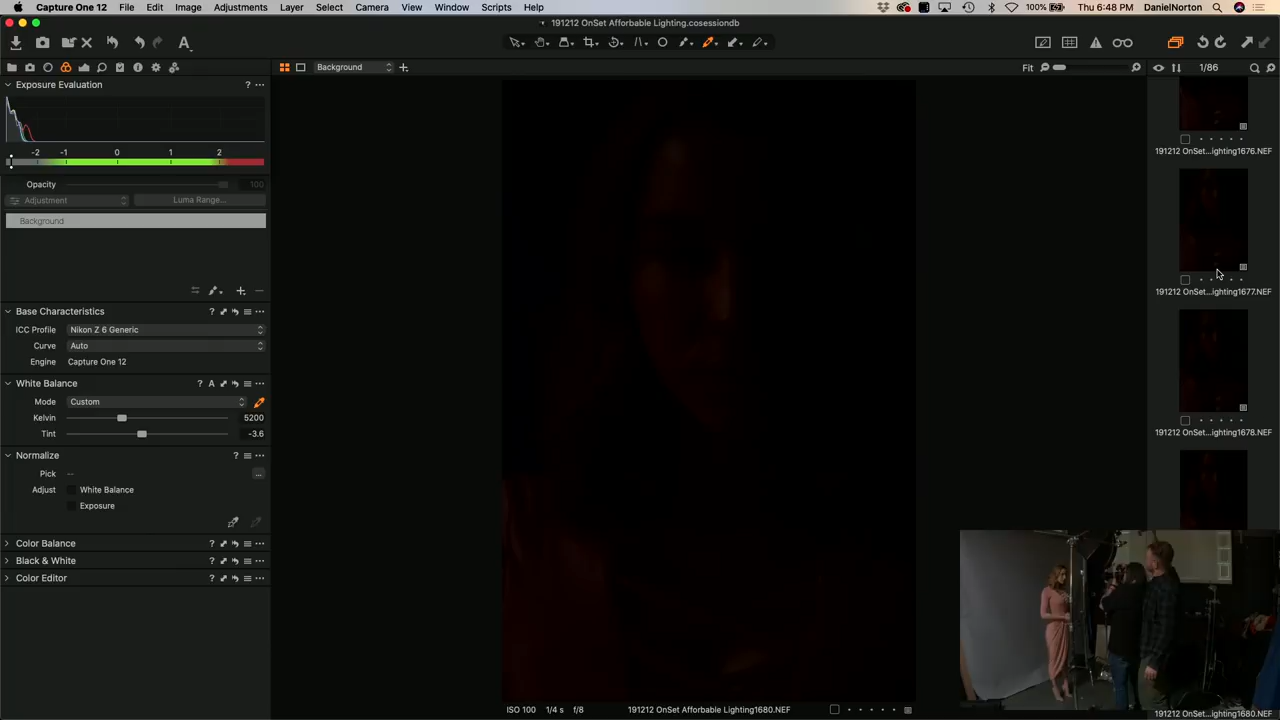 Capture One 12 File Edit Image Adjustments Layer Select Camera View Window Scripts Help 100% Thu 6:48 PM DanielNorton
191212 OnSet Afforbable Lighting.cosessiondb
Background
Fit
1/86
Exposure Evaluation ?
-2 -1 0 1 2
Opacity 100
Adjustment Luma Range...
Background
Base Characteristics ?
ICC Profile Nikon Z 6 Generic
Curve Auto
Engine Capture One 12
White Balance ? A
Mode Custom
Kelvin 5200
Tint -3.6
Normalize ?
Pick --
Adjust White Balance
Exposure
Color Balance ?
Black & White ?
Color Editor ?
ISO 100 1/4 s f/8 191212 OnSet Affordable Lighting1680.NEF
191212 OnSet...ighting1676.NEF
191212 OnSet...ighting1677.NEF
191212 OnSet...ighting1678.NEF
191212 OnSet...ighting1680.NEF